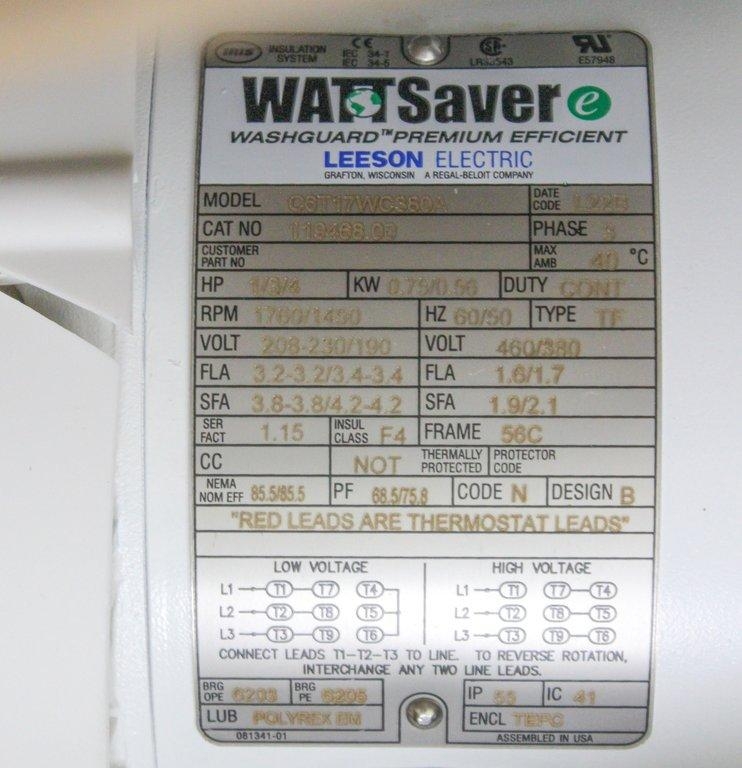 IRIS INSULATION SYSTEM CE IEC 34-1 IEC 34-5 LR33543 E57948
WATTSaver e
WASHGUARD™ PREMIUM EFFICIENT
LEESON ELECTRIC
GRAFTON, WISCONSIN A REGAL-BELOIT COMPANY
MODEL C6T17WC360A DATE CODE
CAT NO 119468.00 PHASE 3
CUSTOMER PART NO MAX AMB 40 °C
HP 1/3/4 KW 0.75/0.56 DUTY CONT
RPM 1760/1450 HZ 60/50 TYPE TF
VOLT 208-230/190 VOLT 460/380
FLA 3.2-3.2/3.4-3.4 FLA 1.6/1.7
SFA 3.8-3.8/4.2-4.2 SFA 1.9/2.1
SER FACT 1.15 INSUL CLASS F4 FRAME 56C
CC NOT THERMALLY PROTECTED PROTECTOR CODE
NEMA NOM EFF 85.5/85.5 PF 68.5/75.8 CODE N DESIGN B
"RED LEADS ARE THERMOSTAT LEADS"
LOW VOLTAGE HIGH VOLTAGE
L1 T1 T7 T4 L1 T1 T7 T4
L2 T2 T8 T5 L2 T2 T8 T5
L3 T3 T9 T6 L3 T3 T9 T6
CONNECT LEADS T1-T2-T3 TO LINE. TO REVERSE ROTATION,
INTERCHANGE ANY TWO LINE LEADS.
BRG OPE 6203 BRG PE 6205 IP 55 IC 41
LUB POLYREX EM ENCL TEFC
081341-01 ASSEMBLED IN USA